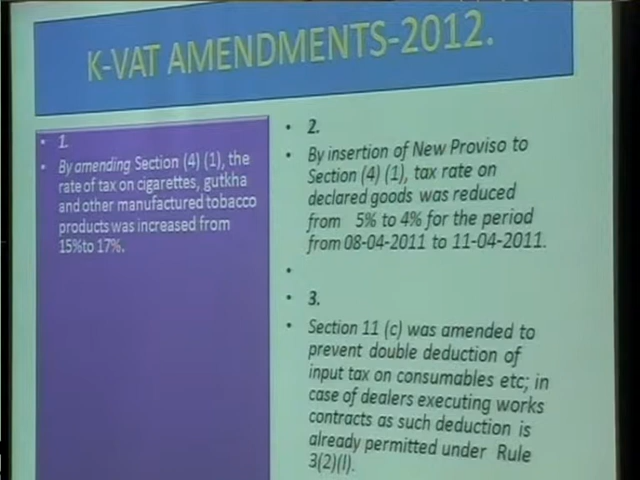 K-VAT AMENDMENTS-2012.
• 1.
• By amending Section (4) (1), the
rate of tax on cigarettes, gutkha
and other manufactured tobacco
products was increased from
15%to 17%.
• 2.
• By insertion of New Proviso to
Section (4) (1), tax rate on
declared goods was reduced
from 5% to 4% for the period
from 08-04-2011 to 11-04-2011.
•
• 3.
• Section 11 (c) was amended to
prevent double deduction of
input tax on consumables etc; in
case of dealers executing works
contracts as such deduction is
already permitted under Rule
3(2)(l).